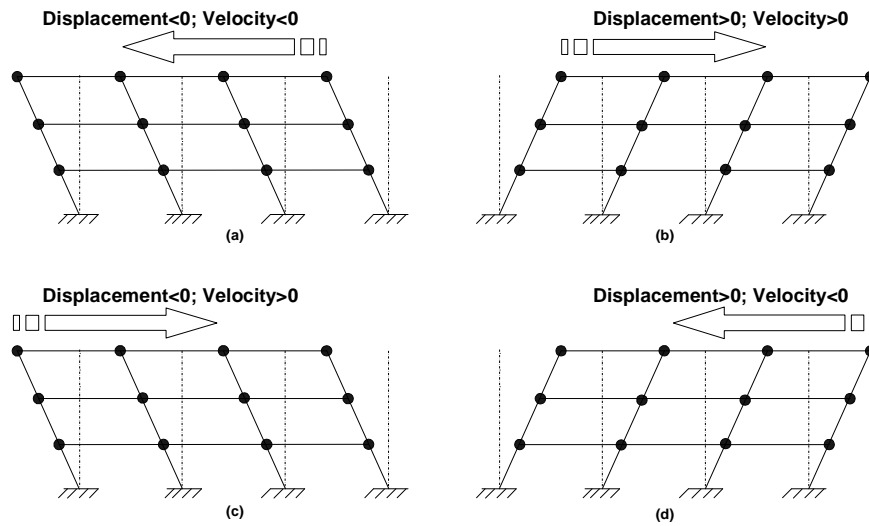 Displacement<0; Velocity<0
Displacement>0; Velocity>0
(a)
(b)
Displacement<0; Velocity>0
Displacement>0; Velocity<0
(c)
(d)